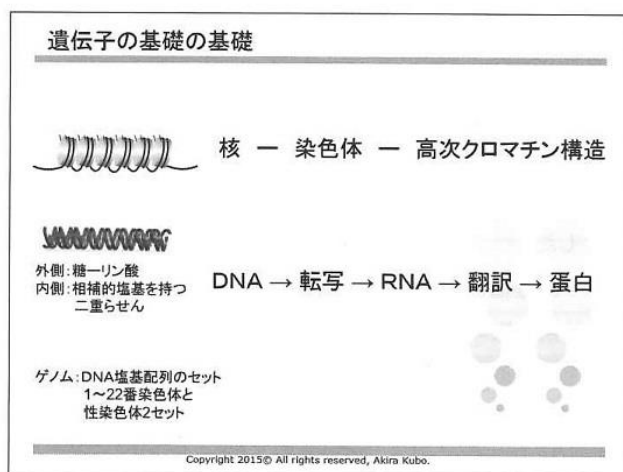 遺伝子の基礎の基礎
核 ー 染色体 ー 高次クロマチン構造
外側：糖ーリン酸
内側：相補的塩基を持つ
二重らせん
DNA → 転写 → RNA → 翻訳 → 蛋白
ゲノム：DNA塩基配列のセット
1～22番染色体と
性染色体2セット
Copyright 2015© All rights reserved, Akira Kubo.